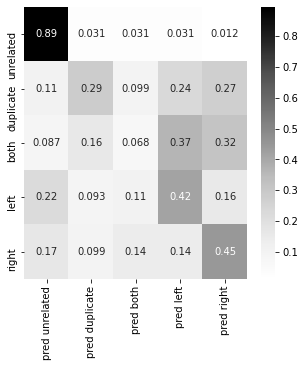 unrelated 0.89 0.031 0.031 0.031 0.012
duplicate 0.11 0.29 0.099 0.24 0.27
both 0.087 0.16 0.068 0.37 0.32
left 0.22 0.093 0.11 0.42 0.16
right 0.17 0.099 0.14 0.14 0.45
pred unrelated pred duplicate pred both pred left pred right
0.8
0.7
0.6
0.5
0.4
0.3
0.2
0.1